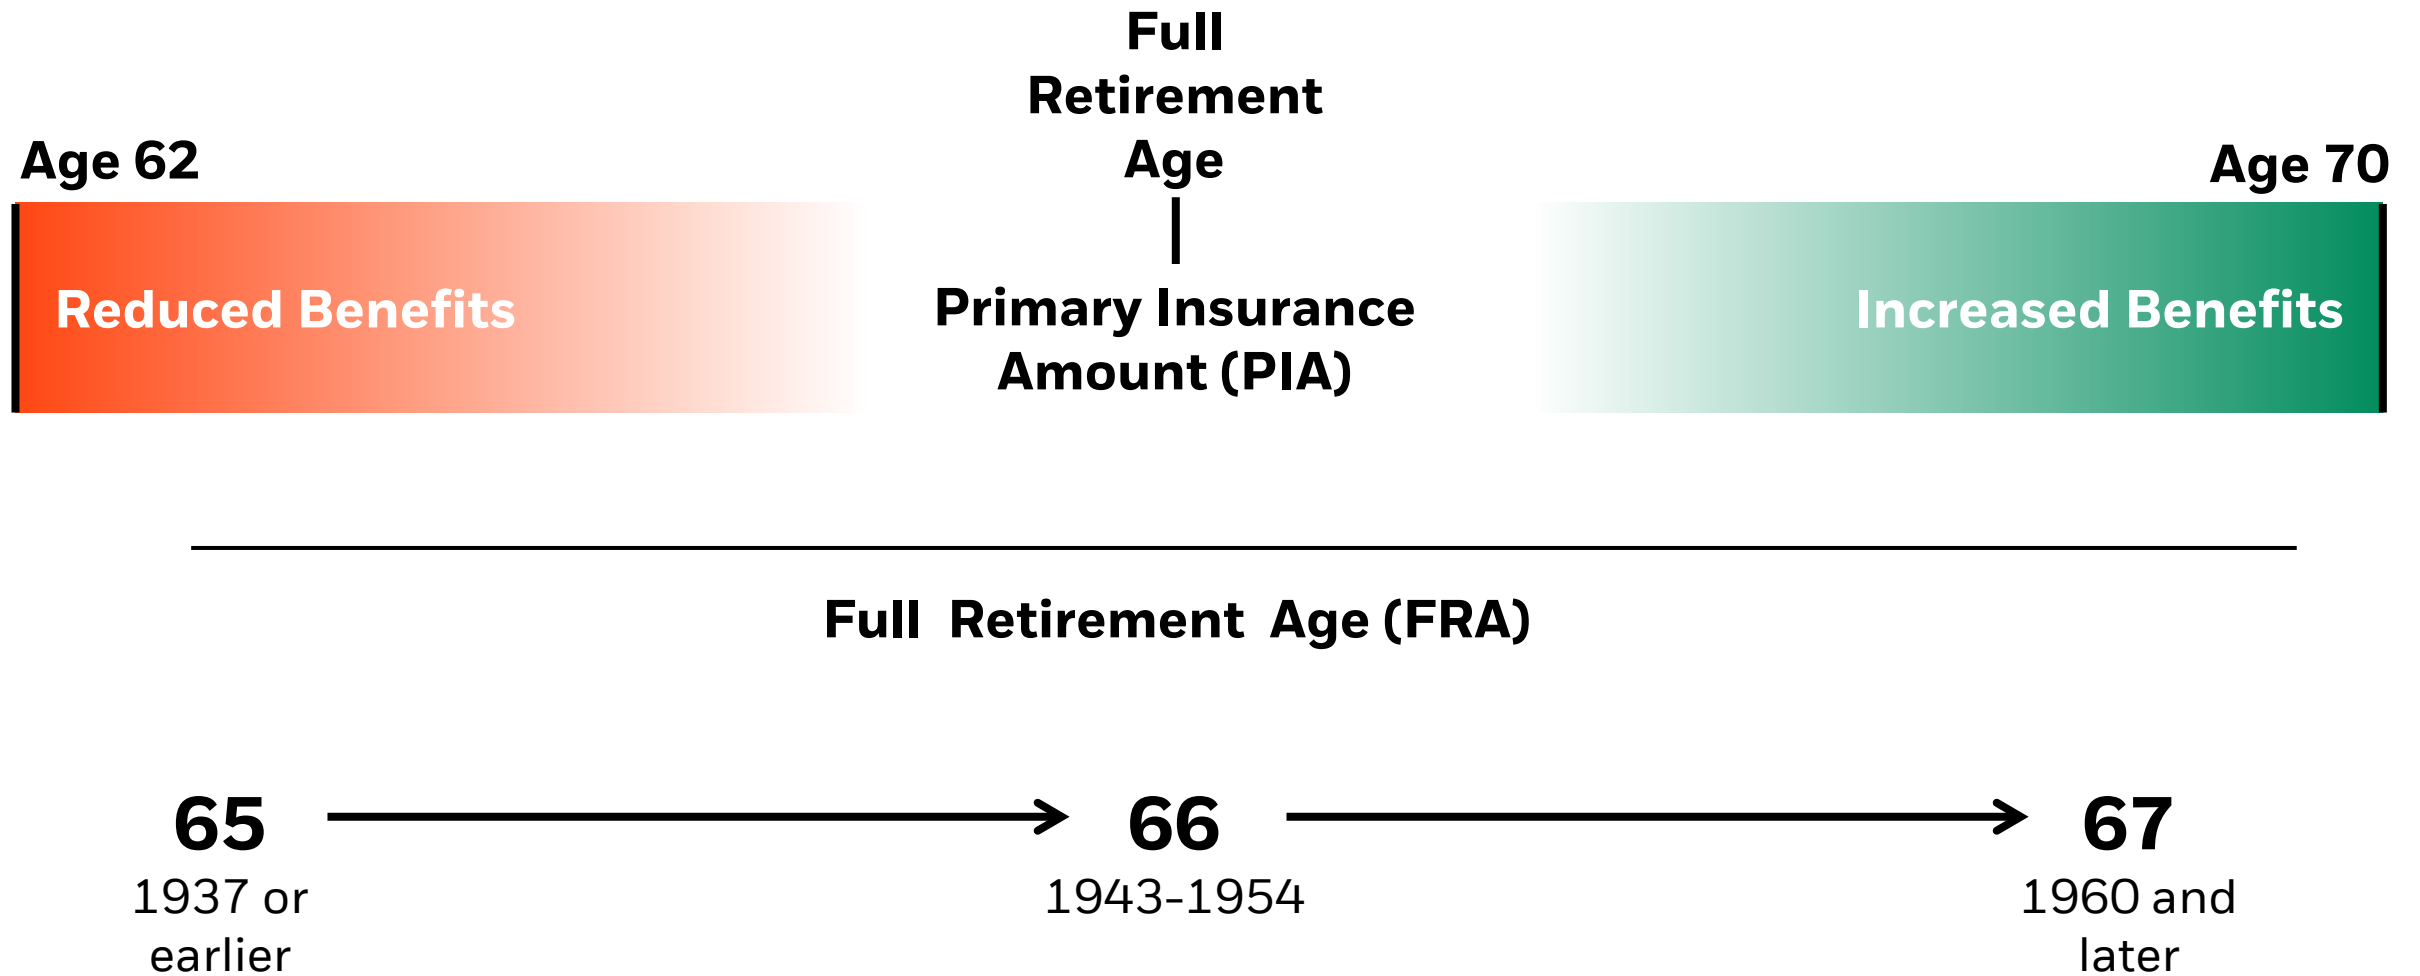 Full
Retirement
Age
Age 62
Age 70
Reduced Benefits
Primary Insurance
Amount (PIA)
Increased Benefits
Full Retirement Age (FRA)
65
66
67
1937 or
earlier
1943-1954
1960 and
later